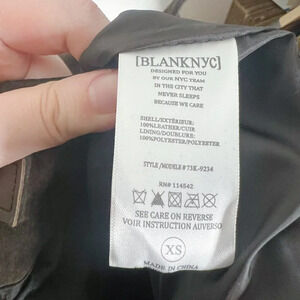 [BLANKNYC]
DESIGNED FOR YOU
BY OUR NYC TEAM
IN THE CITY THAT
NEVER SLEEPS
BECAUSE WE CARE
SHELL/EXTÉRIEUR:
100%LEATHER/CUIR
LINING/DOUBLURE:
100%POLYESTER/POLYESTER
STYLE/MODELE# 73K-9234
RN# 114542
SEE CARE ON REVERSE
VOIR INSTRUCTION AUVERSO
XS
MADE IN CHINA